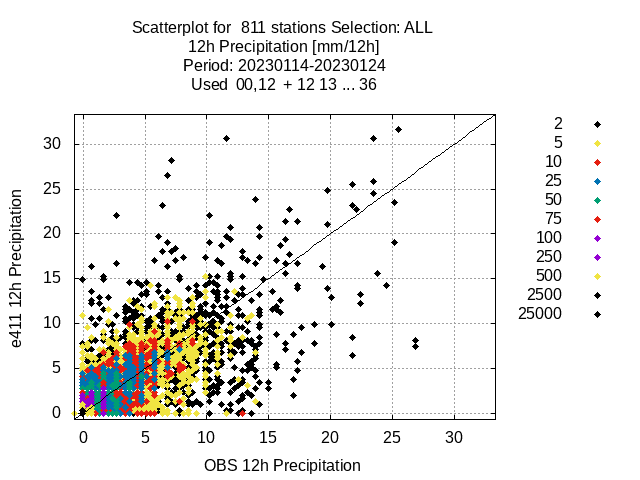 Scatterplot for  811 stations Selection: ALL
12h Precipitation [mm/12h]
Period: 20230114-20230124
Used  00,12  + 12 13 ... 36
30
25
20
15
10
5
0
e411 12h Precipitation
0 5 10 15 20 25 30
OBS 12h Precipitation
2
5
10
25
50
75
100
250
500
2500
25000